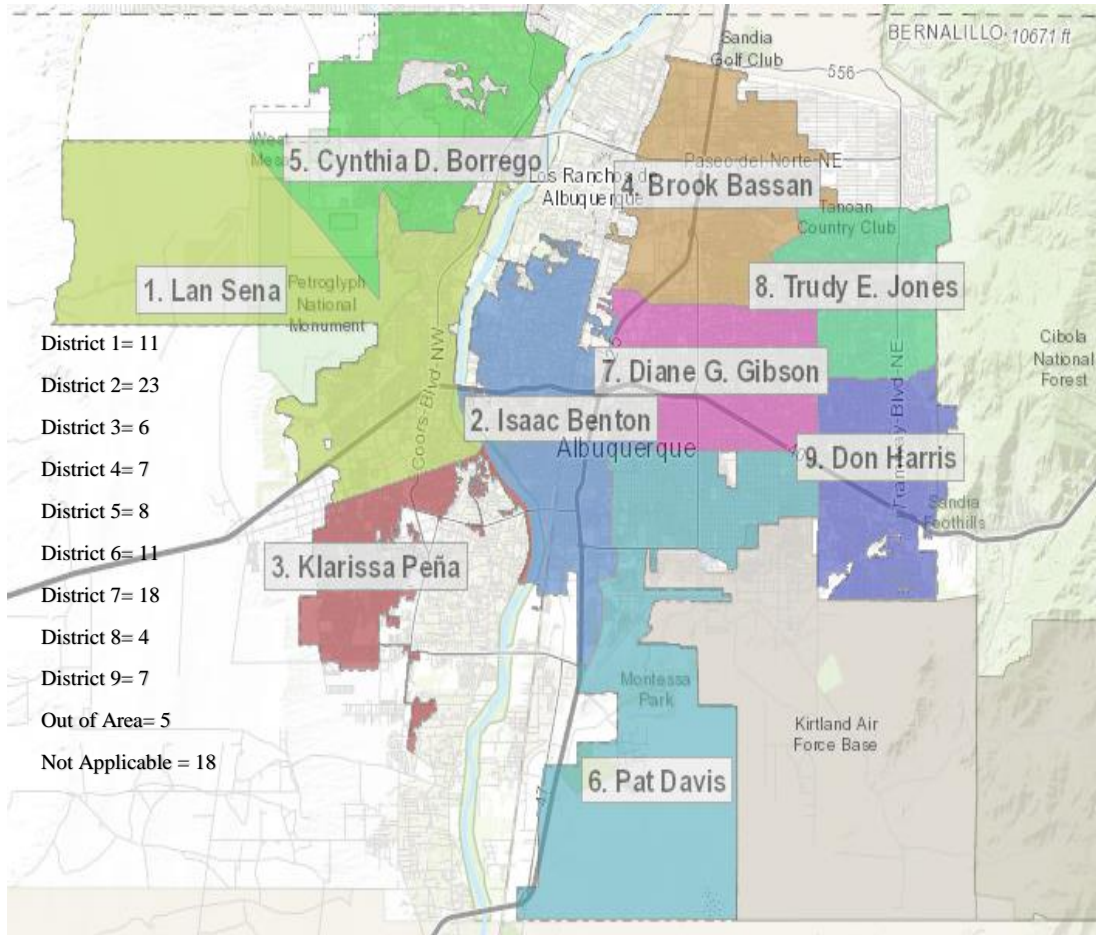 BERNALILLO 10671 ft
Sandia
Golf Club
556
West
5. Cynthia D. Borrego
Paseo-del-Norte-NE
Los Ranchos de
Albuquerque
4. Brook Bassan
Tanoan
Country Club
1. Lan Sena
Petroglyph
National
Monument
8. Trudy E. Jones
Coors-Blvd-NW
Cibola
National
Forest
7. Diane G. Gibson
2. Isaac Benton
Albuquerque
9. Don Harris
Sandia
Foothills
3. Klarissa Peña
Montessa
Park
Kirtland Air
Force Base
6. Pat Davis
47
District 1= 11
District 2= 23
District 3= 6
District 4= 7
District 5= 8
District 6= 11
District 7= 18
District 8= 4
District 9= 7
Out of Area= 5
Not Applicable = 18